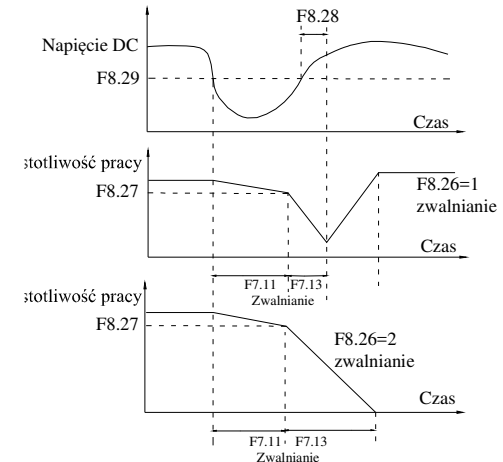 F8.28
Napięcie DC
F8.29
Czas
stotliwość pracy
F8.27
F8.26=1
zwalnianie
Czas
F7.11 F7.13
Zwalnianie
stotliwość pracy
F8.27
F8.26=2
zwalnianie
Czas
F7.11 F7.13
Zwalnianie